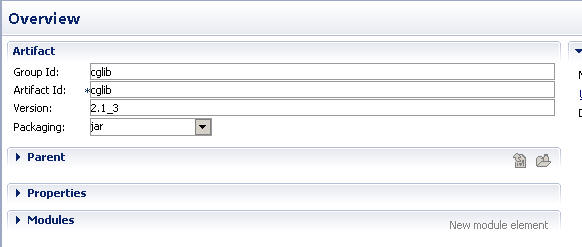 Overview
Artifact
Group Id: cglib
Artifact Id: *cglib
Version: 2.1_3
Packaging: jar
Parent
Properties
Modules
New module element